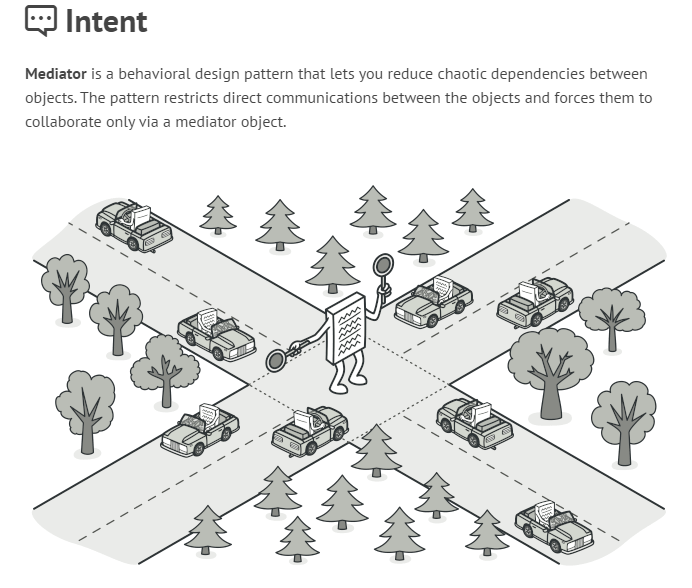 Intent
Mediator is a behavioral design pattern that lets you reduce chaotic dependencies between
objects. The pattern restricts direct communications between the objects and forces them to
collaborate only via a mediator object.